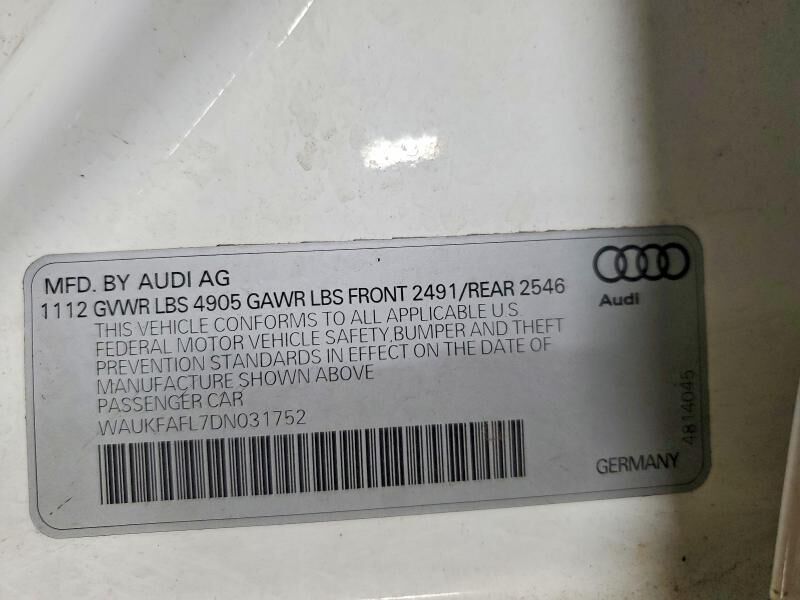 MFD. BY AUDI AG
1112 GVWR LBS 4905 GAWR LBS FRONT 2491/REAR 2546
THIS VEHICLE CONFORMS TO ALL APPLICABLE U.S
FEDERAL MOTOR VEHICLE SAFETY,BUMPER AND THEFT
PREVENTION STANDARDS IN EFFECT ON THE DATE OF
MANUFACTURE SHOWN ABOVE
PASSENGER CAR
WAUKFAFL7DN031752
Audi
4814045
GERMANY